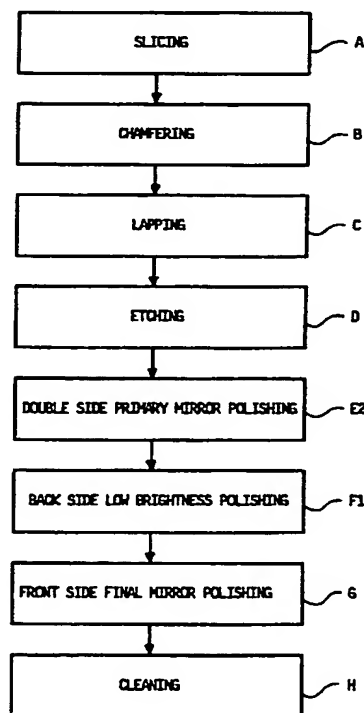 SLICING A
CHAMFERING B
LAPPING C
ETCHING D
DOUBLE SIDE PRIMARY MIRROR POLISHING E2
BACK SIDE LOW BRIGHTNESS POLISHING F1
FRONT SIDE FINAL MIRROR POLISHING G
CLEANING H